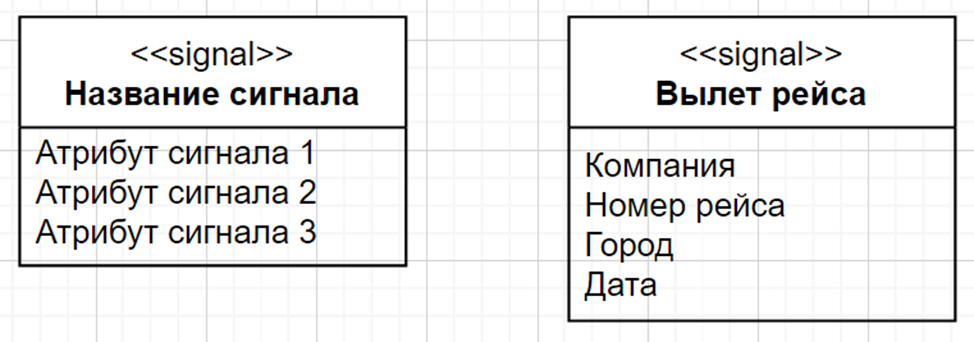 <<signal>>
Название сигнала
Атрибут сигнала 1
Атрибут сигнала 2
Атрибут сигнала 3
<<signal>>
Вылет рейса
Компания
Номер рейса
Город
Дата